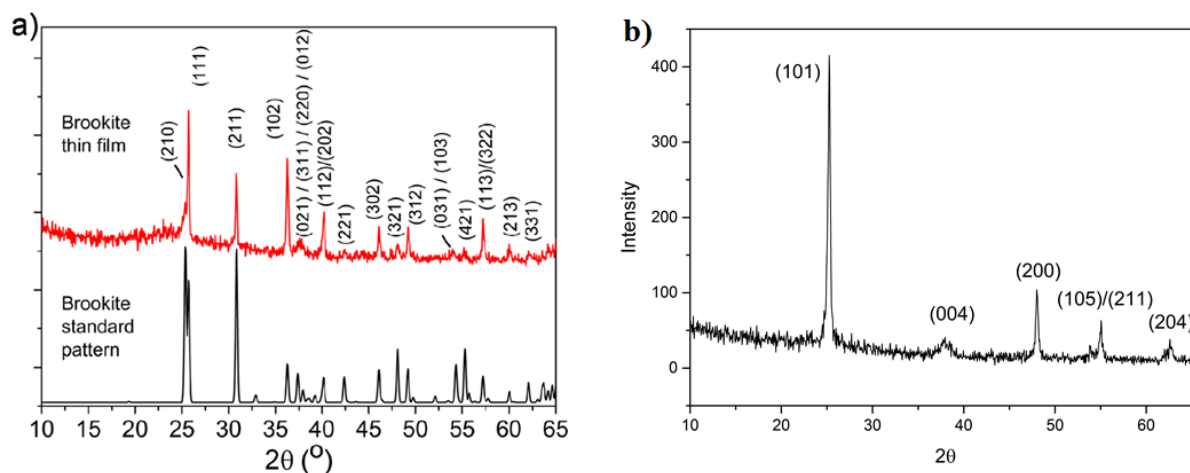 a)
Brookite
thin film
(210)
(111)
(211)
(102)
(021) / (311) / (220) / (012)
(112)/(202)
(221)
(302)
(321)
(312)
(031) / (103)
(421)
(113)/(322)
(213)
(331)
Brookite
standard
pattern
10 15 20 25 30 35 40 45 50 55 60 65
2θ (°)
b)
400
300
200
100
0
Intensity
(101)
(004)
(200)
(105)/(211)
(204)
10 20 30 40 50 60
2θ